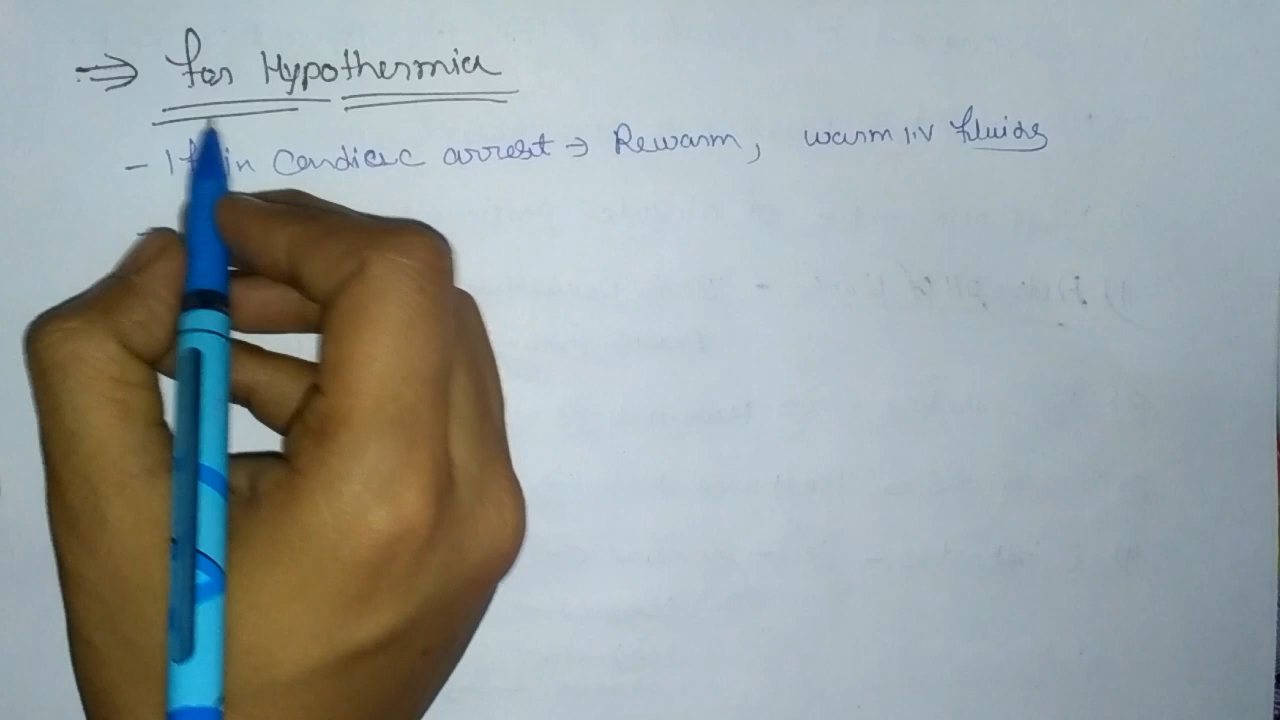 ⇒ for Hypothermia
- If in Cardiac arrest → Rewarm, warm I.V fluids